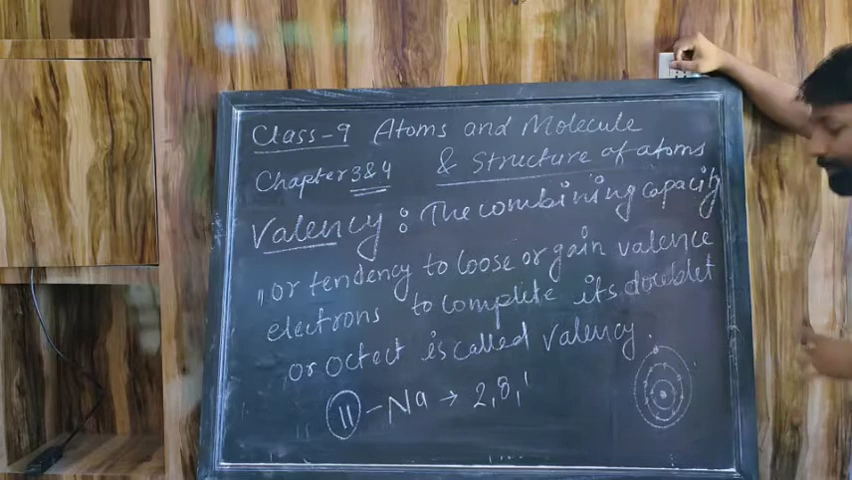 Class-9 Atoms and Molecule
Chapter 3&4 & Structure of atoms
Valency : The combining capacity
or tendency to loose or gain valence
electrons to complete its doublet
or octect is called valency.
11 - Na → 2,8,1